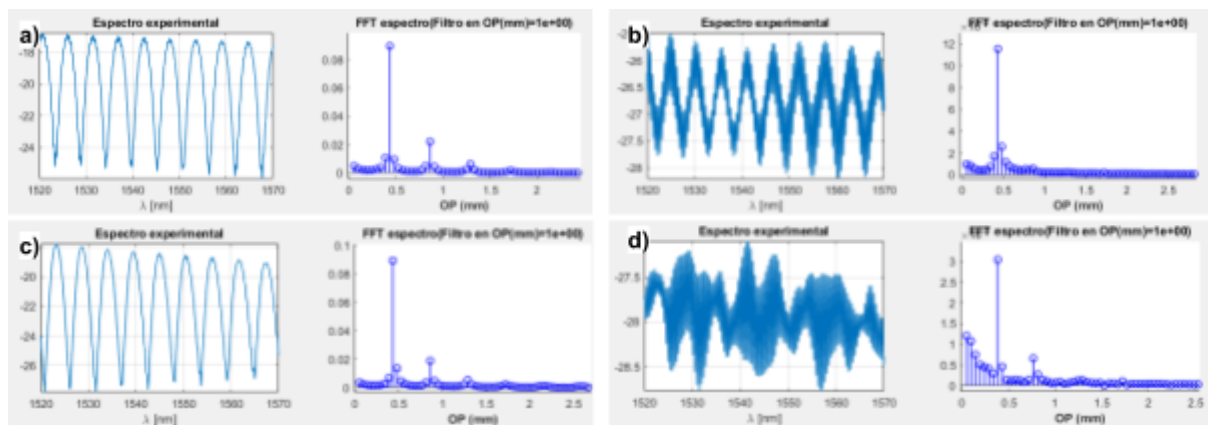 a)
Espectro experimental
-18
-20
-22
-24
1520 1530 1540 1550 1560 1570
λ [nm]
FFT espectro(Filtro en OP(mm)=1e+00)
0.08
0.06
0.04
0.02
0
0 0.5 1 1.5 2
OP (mm)
b)
Espectro experimental
-26
-26.5
-27
-27.5
-28
1520 1530 1540 1550 1560 1570
λ [nm]
FFT espectro(Filtro en OP(mm)=1e+00)
12
10
8
6
4
2
0
0 0.5 1 1.5 2 2.5
OP (mm)
c)
Espectro experimental
-20
-22
-24
-26
1520 1530 1540 1550 1560 1570
λ [nm]
FFT espectro(Filtro en OP(mm)=1e+00)
0.1
0.08
0.06
0.04
0.02
0
0 0.5 1 1.5 2 2.5
OP (mm)
d)
Espectro experimental
-27.5
-28
-28.5
1520 1530 1540 1550 1560 1570
λ [nm]
FFT espectro(Filtro en OP(mm)=1e+00)
3
2.5
2
1.5
1
0.5
0
0 0.5 1 1.5 2 2.5
OP (mm)